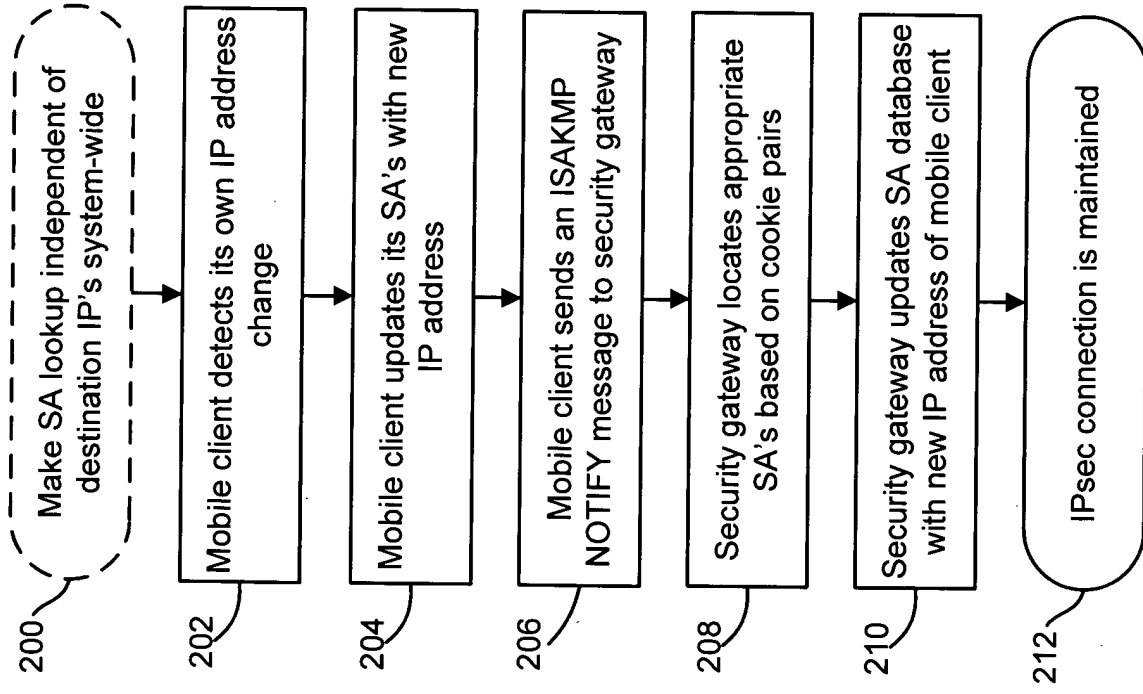 200
Make SA lookup independent of
destination IP's system-wide
202
Mobile client detects its own IP address
change
204
Mobile client updates its SA's with new
IP address
206
Mobile client sends an ISAKMP
NOTIFY message to security gateway
208
Security gateway locates appropriate
SA's based on cookie pairs
210
Security gateway updates SA database
with new IP address of mobile client
212
IPsec connection is maintained